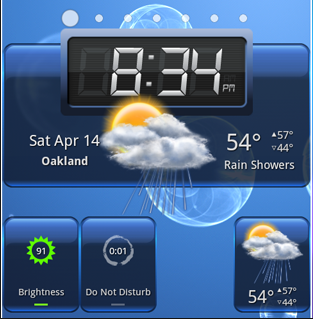 8:34 PM
Sat Apr 14
Oakland
54° ▲57°
▽44°
Rain Showers
91
Brightness
0:01
Do Not Disturb
54° ▲57°
▽44°